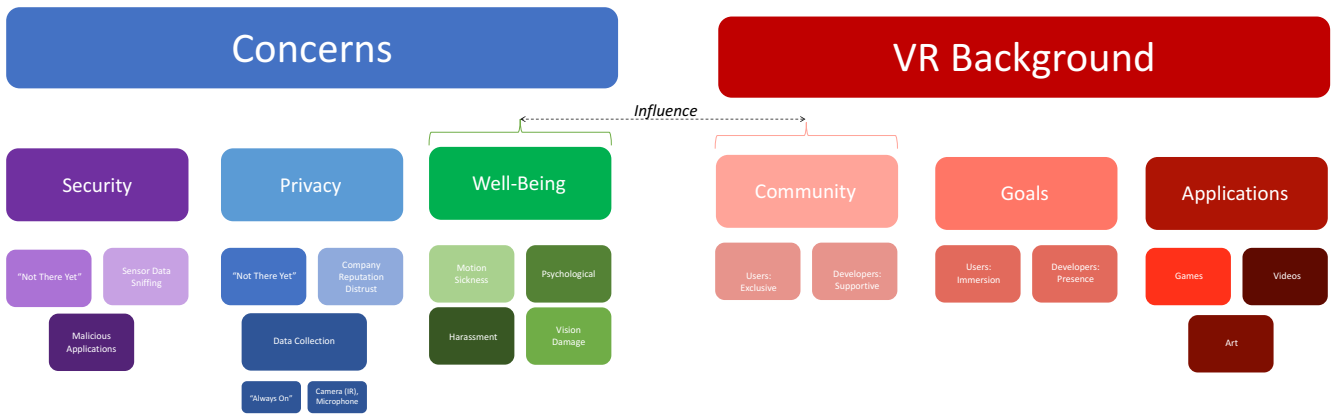 Concerns
VR Background
Influence
Security
Privacy
Well-Being
Community
Goals
Applications
“Not There Yet”
Sensor Data
Sniffing
Malicious
Applications
“Not There Yet”
Company
Reputation
Distrust
Data Collection
“Always On”
Camera (IR),
Microphone
Motion
Sickness
Psychological
Harassment
Vision
Damage
Users:
Exclusive
Developers:
Supportive
Users:
Immersion
Developers:
Presence
Games
Videos
Art